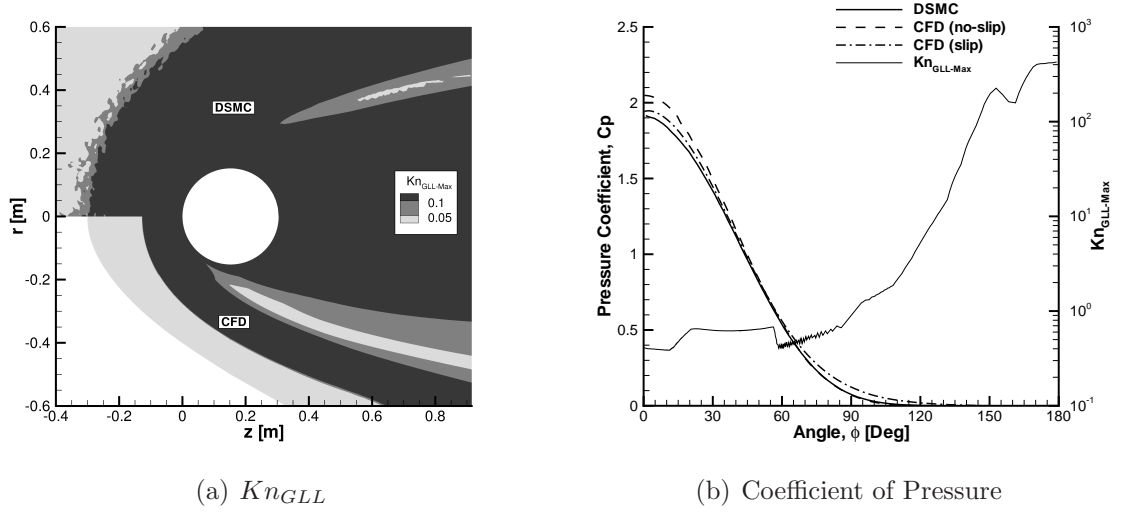 0.6
0.4
0.2
0
-0.2
-0.4
-0.6
r [m]
-0.4
-0.2
0
0.2
0.4
0.6
0.8
z [m]
DSMC
CFD
Kn_GLL-Max
0.1
0.05
(a) Kn_GLL
DSMC
CFD (no-slip)
CFD (slip)
Kn_GLL-Max
2.5
2
1.5
1
0.5
0
Pressure Coefficient, Cp
0
30
60
90
120
150
180
Angle, ϕ [Deg]
10^3
10^2
10^1
10^0
10^-1
Kn_GLL-Max
(b) Coefficient of Pressure